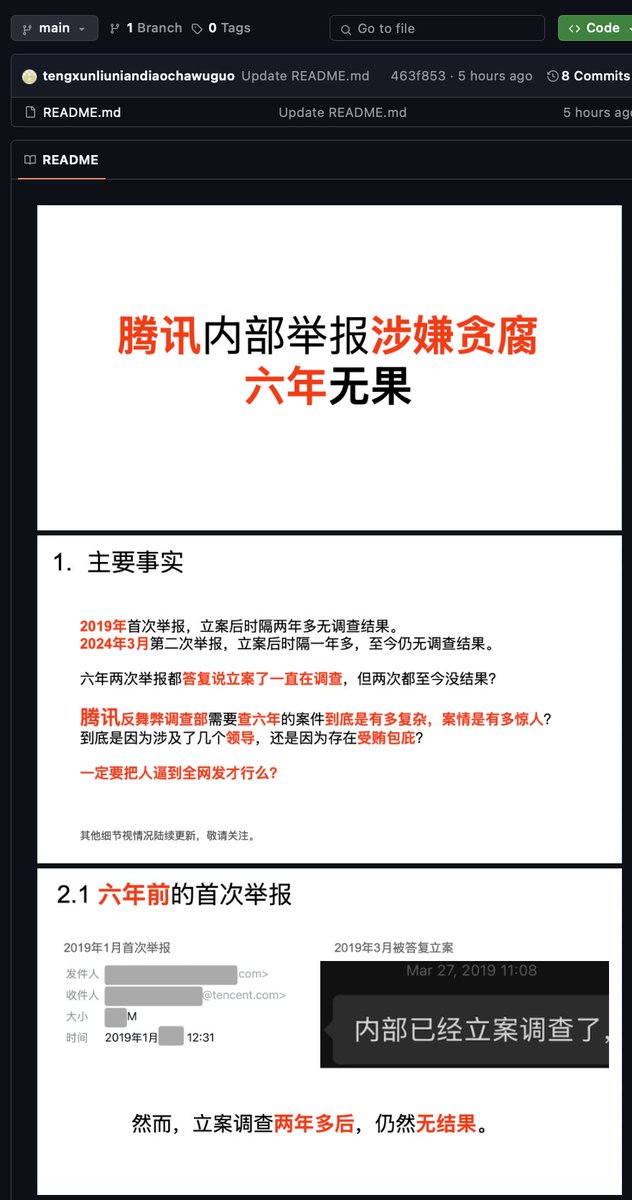 main
1 Branch
0 Tags
Go to file
Code
tengxunliuniandiaochawuguo Update README.md 463f853 · 5 hours ago 8 Commits
README.md Update README.md 5 hours ag
README
腾讯内部举报涉嫌贪腐
六年无果
1. 主要事实
2019年首次举报，立案后时隔两年多无调查结果。
2024年3月第二次举报，立案后时隔一年多，至今仍无调查结果。
六年两次举报都答复说立案了一直在调查，但两次都至今没结果？
腾讯反舞弊调查部需要查六年的案件到底是有多复杂，案情是有多惊人？
到底是因为涉及了几个领导，还是因为存在受贿包庇？
一定要把人逼到全网发才行么？
其他细节视情况陆续更新，敬请关注。
2.1 六年前的首次举报
2019年1月首次举报
发件人 com>
收件人 @tencent.com>
大小 M
时间 2019年1月 12:31
2019年3月被答复立案
Mar 27, 2019 11:08
内部已经立案调查了，
然而，立案调查两年多后，仍然无结果。